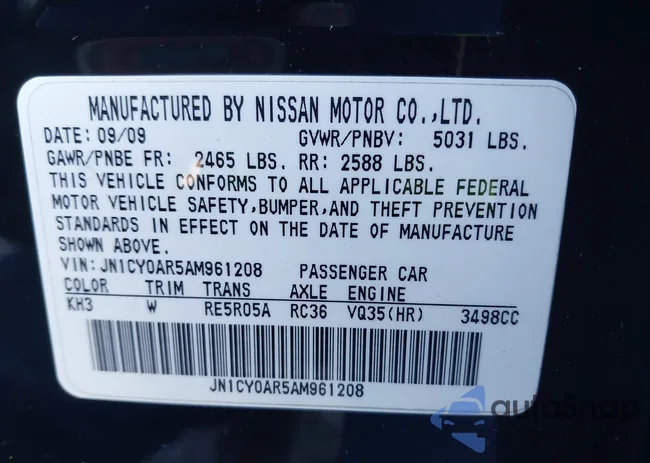 MANUFACTURED BY NISSAN MOTOR CO.,LTD.
DATE: 09/09 GVWR/PNBV: 5031 LBS.
GAWR/PNBE FR: 2465 LBS. RR: 2588 LBS.
THIS VEHICLE CONFORMS TO ALL APPLICABLE FEDERAL
MOTOR VEHICLE SAFETY,BUMPER,AND THEFT PREVENTION
STANDARDS IN EFFECT ON THE DATE OF MANUFACTURE
SHOWN ABOVE.
VIN: JN1CY0AR5AM961208 PASSENGER CAR
COLOR TRIM TRANS AXLE ENGINE
KH3 W RE5R05A RC36 VQ35(HR) 3498CC
JN1CY0AR5AM961208
autoSnap